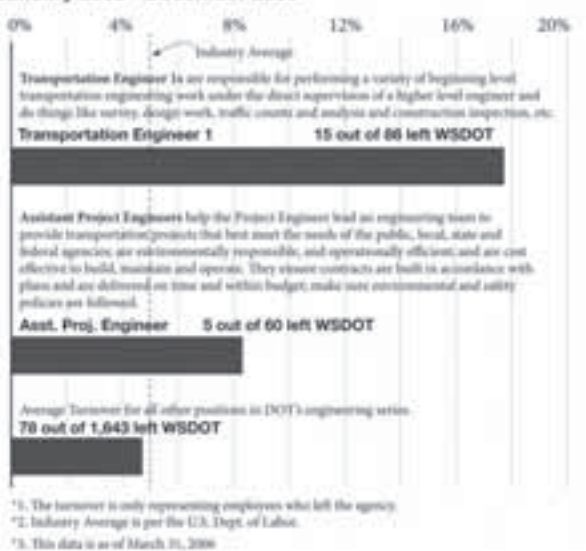 0% 4% 8% 12% 16% 20%
Industry Average
Transportation Engineer 1s are responsible for performing a variety of beginning level
transportation engineering work under the direct supervision of a higher level engineer and
do things like survey, design work, traffic counts and analysis and construction inspection, etc.
Transportation Engineer 1 15 out of 86 left WSDOT
Assistant Project Engineers help the Project Engineer lead an engineering team to
provide transportation projects that best meet the needs of the public, local, state and
federal agencies, are environmentally responsible, and operationally efficient, and are cost
effective to build, maintain and operate. They ensure contracts are built in accordance with
plans and are delivered on time and within budget, make sure environmental and safety
policies are followed.
Asst. Proj. Engineer 5 out of 60 left WSDOT
Average Turnover for all other positions in DOT's engineering series.
78 out of 1,643 left WSDOT
*1. The turnover is only representing employees who left the agency.
*2. Industry Average is per the U.S. Dept. of Labor.
*3. This data is as of March 31, 2006